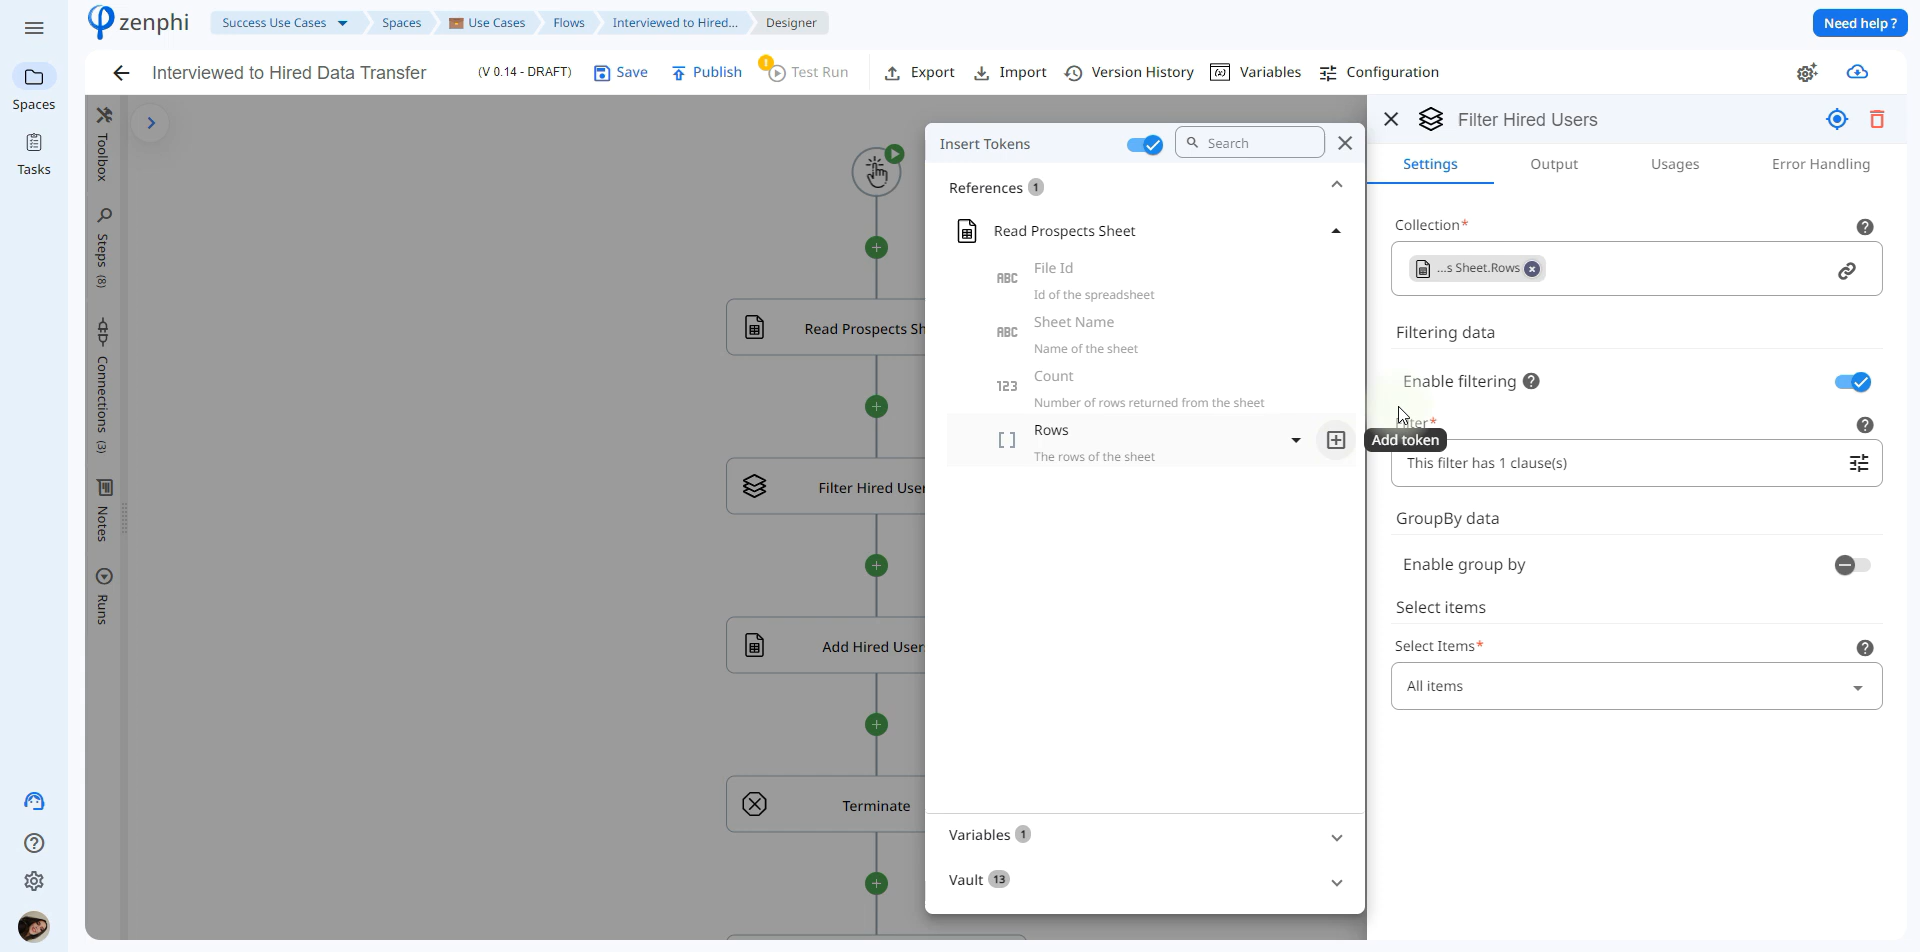 zenphi
Success Use Cases
Spaces
Use Cases
Flows
Interviewed to Hired...
Designer
Need help ?
Spaces
Tasks
Interviewed to Hired Data Transfer
(V 0.14 - DRAFT)
Save
Publish
!
Test Run
Export
Import
Version History
Variables
Configuration
Toolbox
Steps (8)
Connections (3)
Notes
Runs
Read Prospects Sh
Filter Hired User
Add Hired User
Terminate
Insert Tokens
Search
References 1
Read Prospects Sheet
ABC
File Id
Id of the spreadsheet
ABC
Sheet Name
Name of the sheet
123
Count
Number of rows returned from the sheet
[ ]
Rows
The rows of the sheet
Add token
Variables 1
Vault 13
Filter Hired Users
Settings
Output
Usages
Error Handling
Collection*
...s Sheet.Rows
Filtering data
Enable filtering
This filter has 1 clause(s)
GroupBy data
Enable group by
Select items
Select Items*
All items